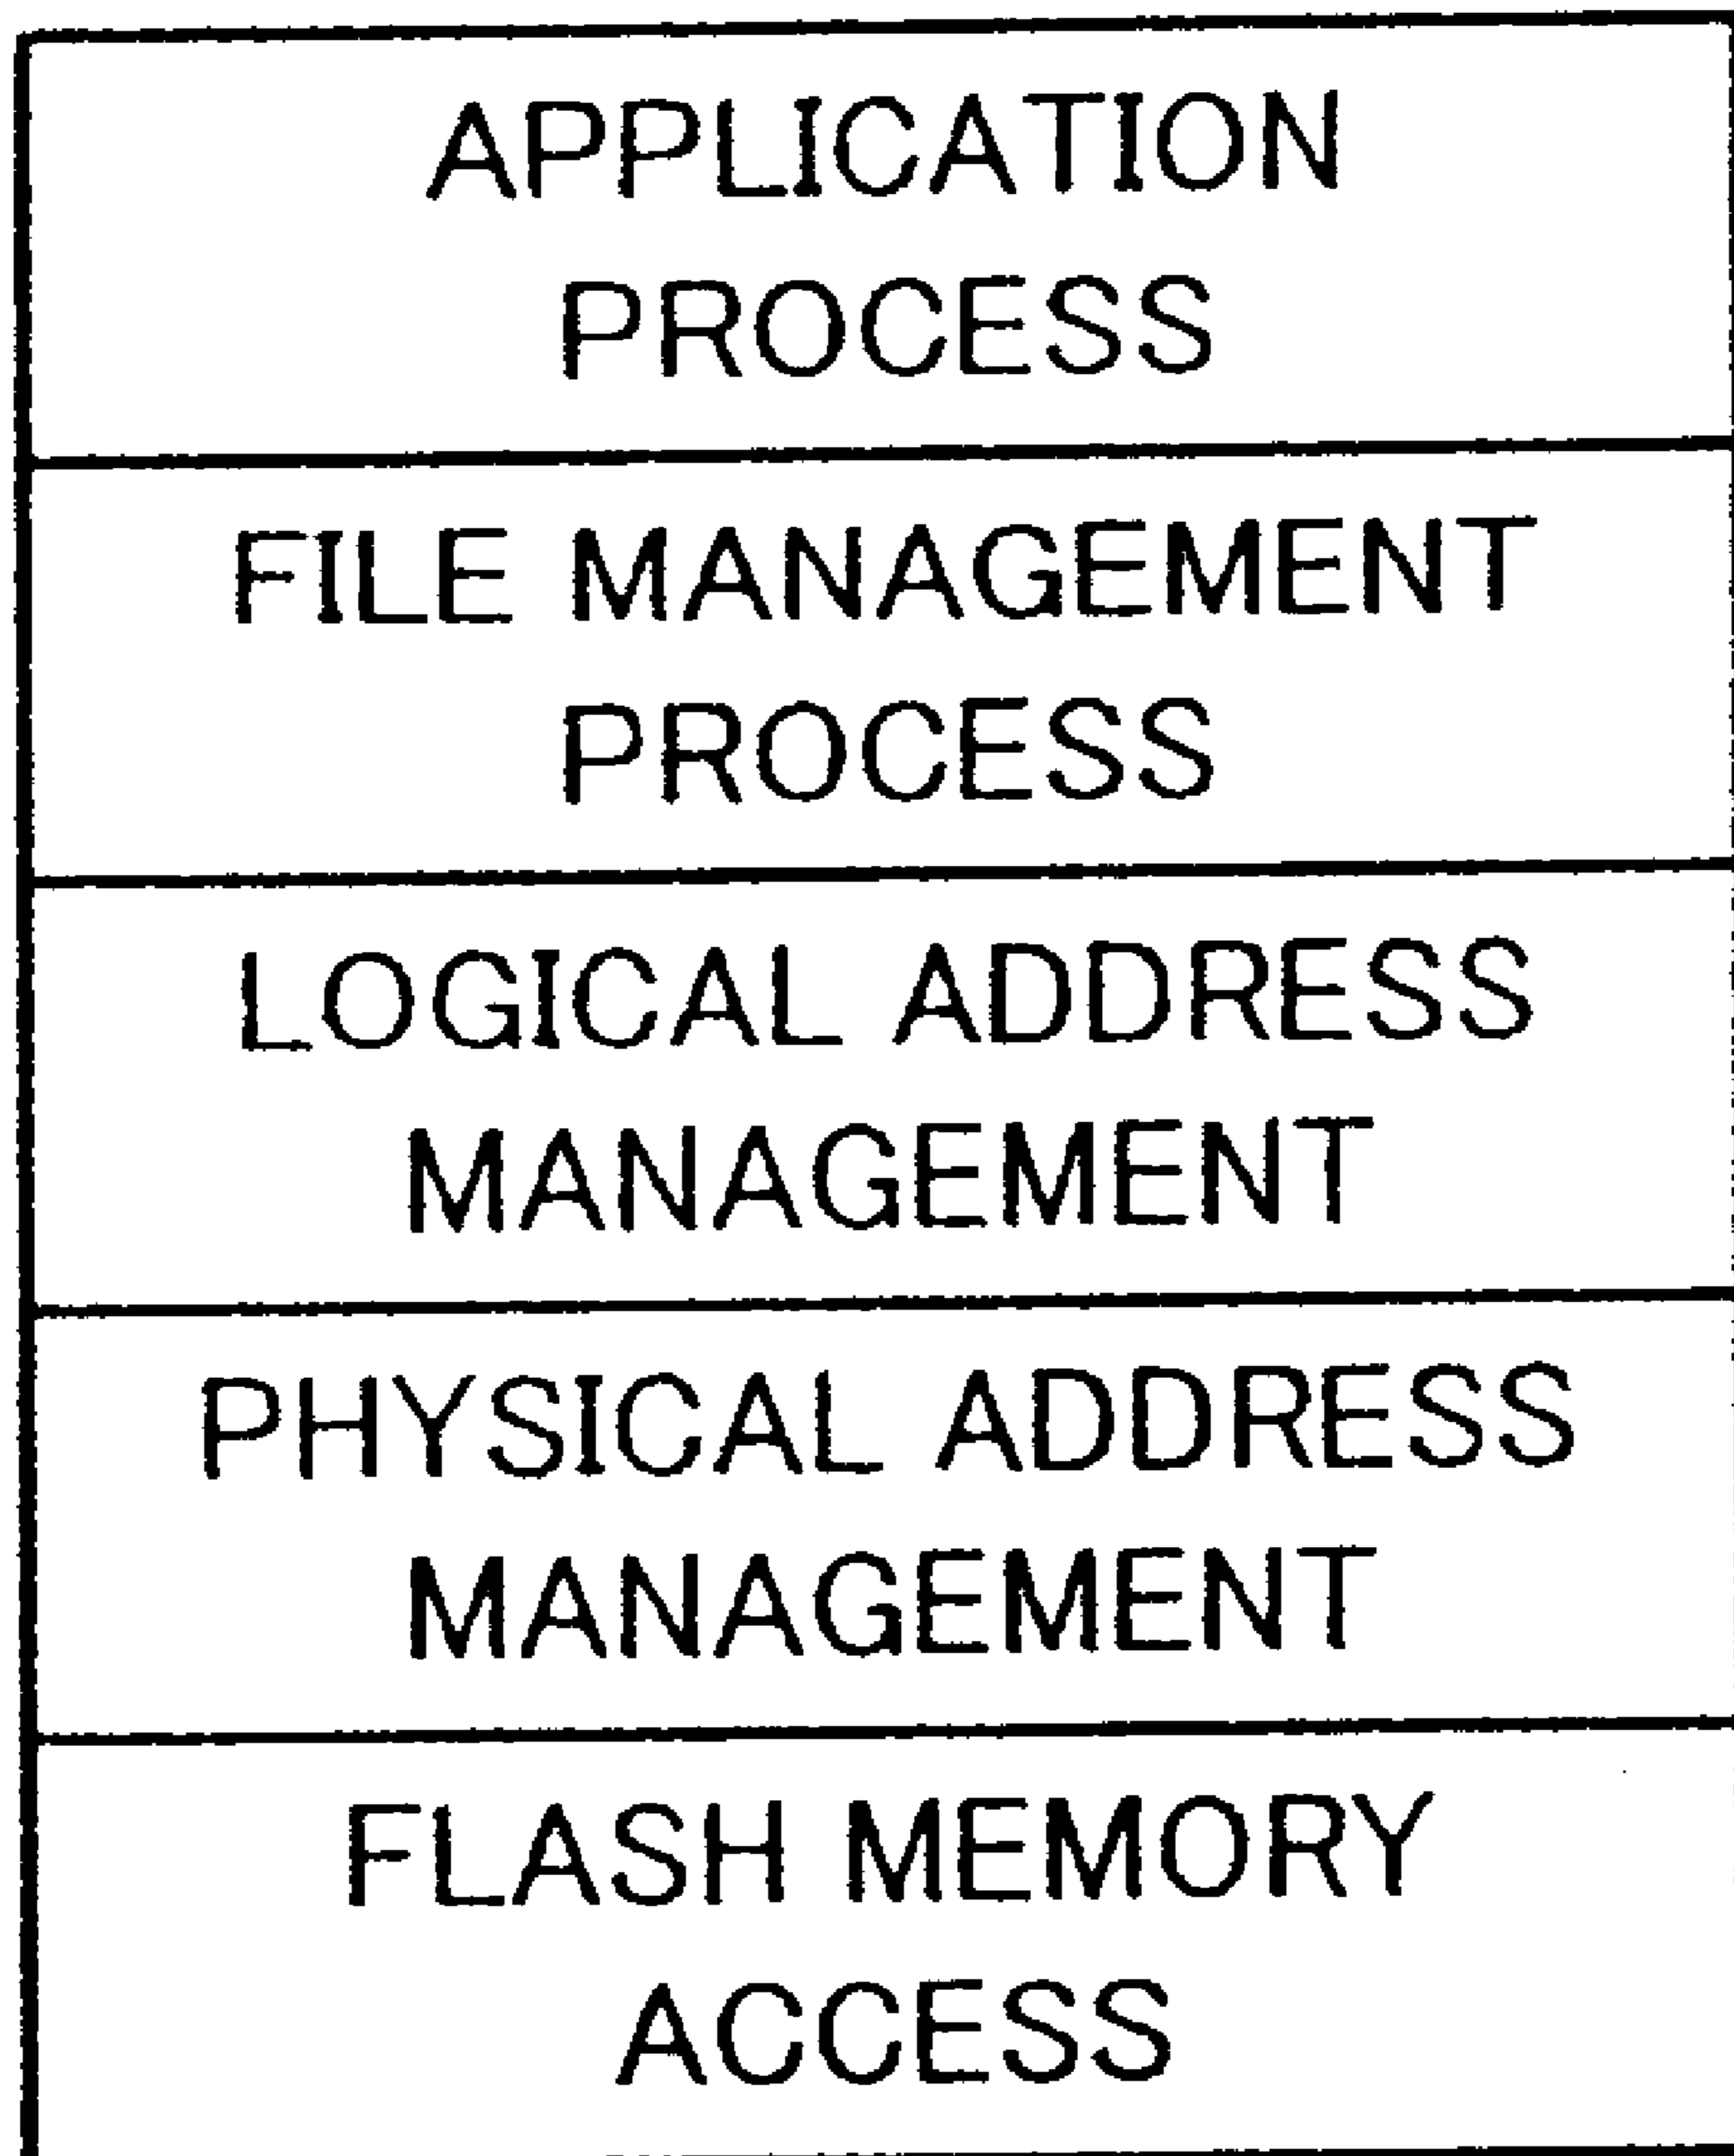 APPLICATION
PROCESS
FILE MANAGEMENT
PROCESS
LOGICAL ADDRESS
MANAGEMENT
PHYSICAL ADDRESS
MANAGEMENT
FLASH MEMORY
ACCESS